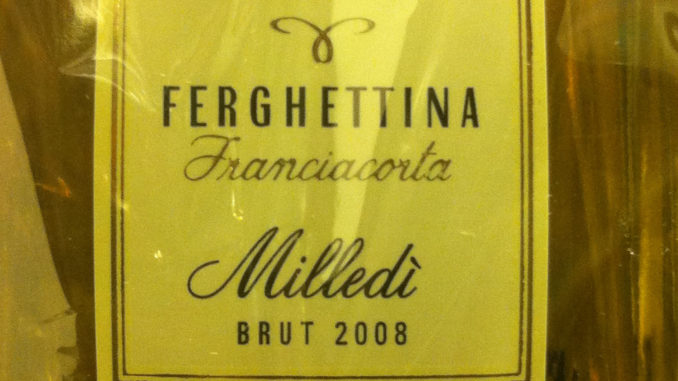 FERGHETTINA
Franciacorta
Milledì
BRUT 2008